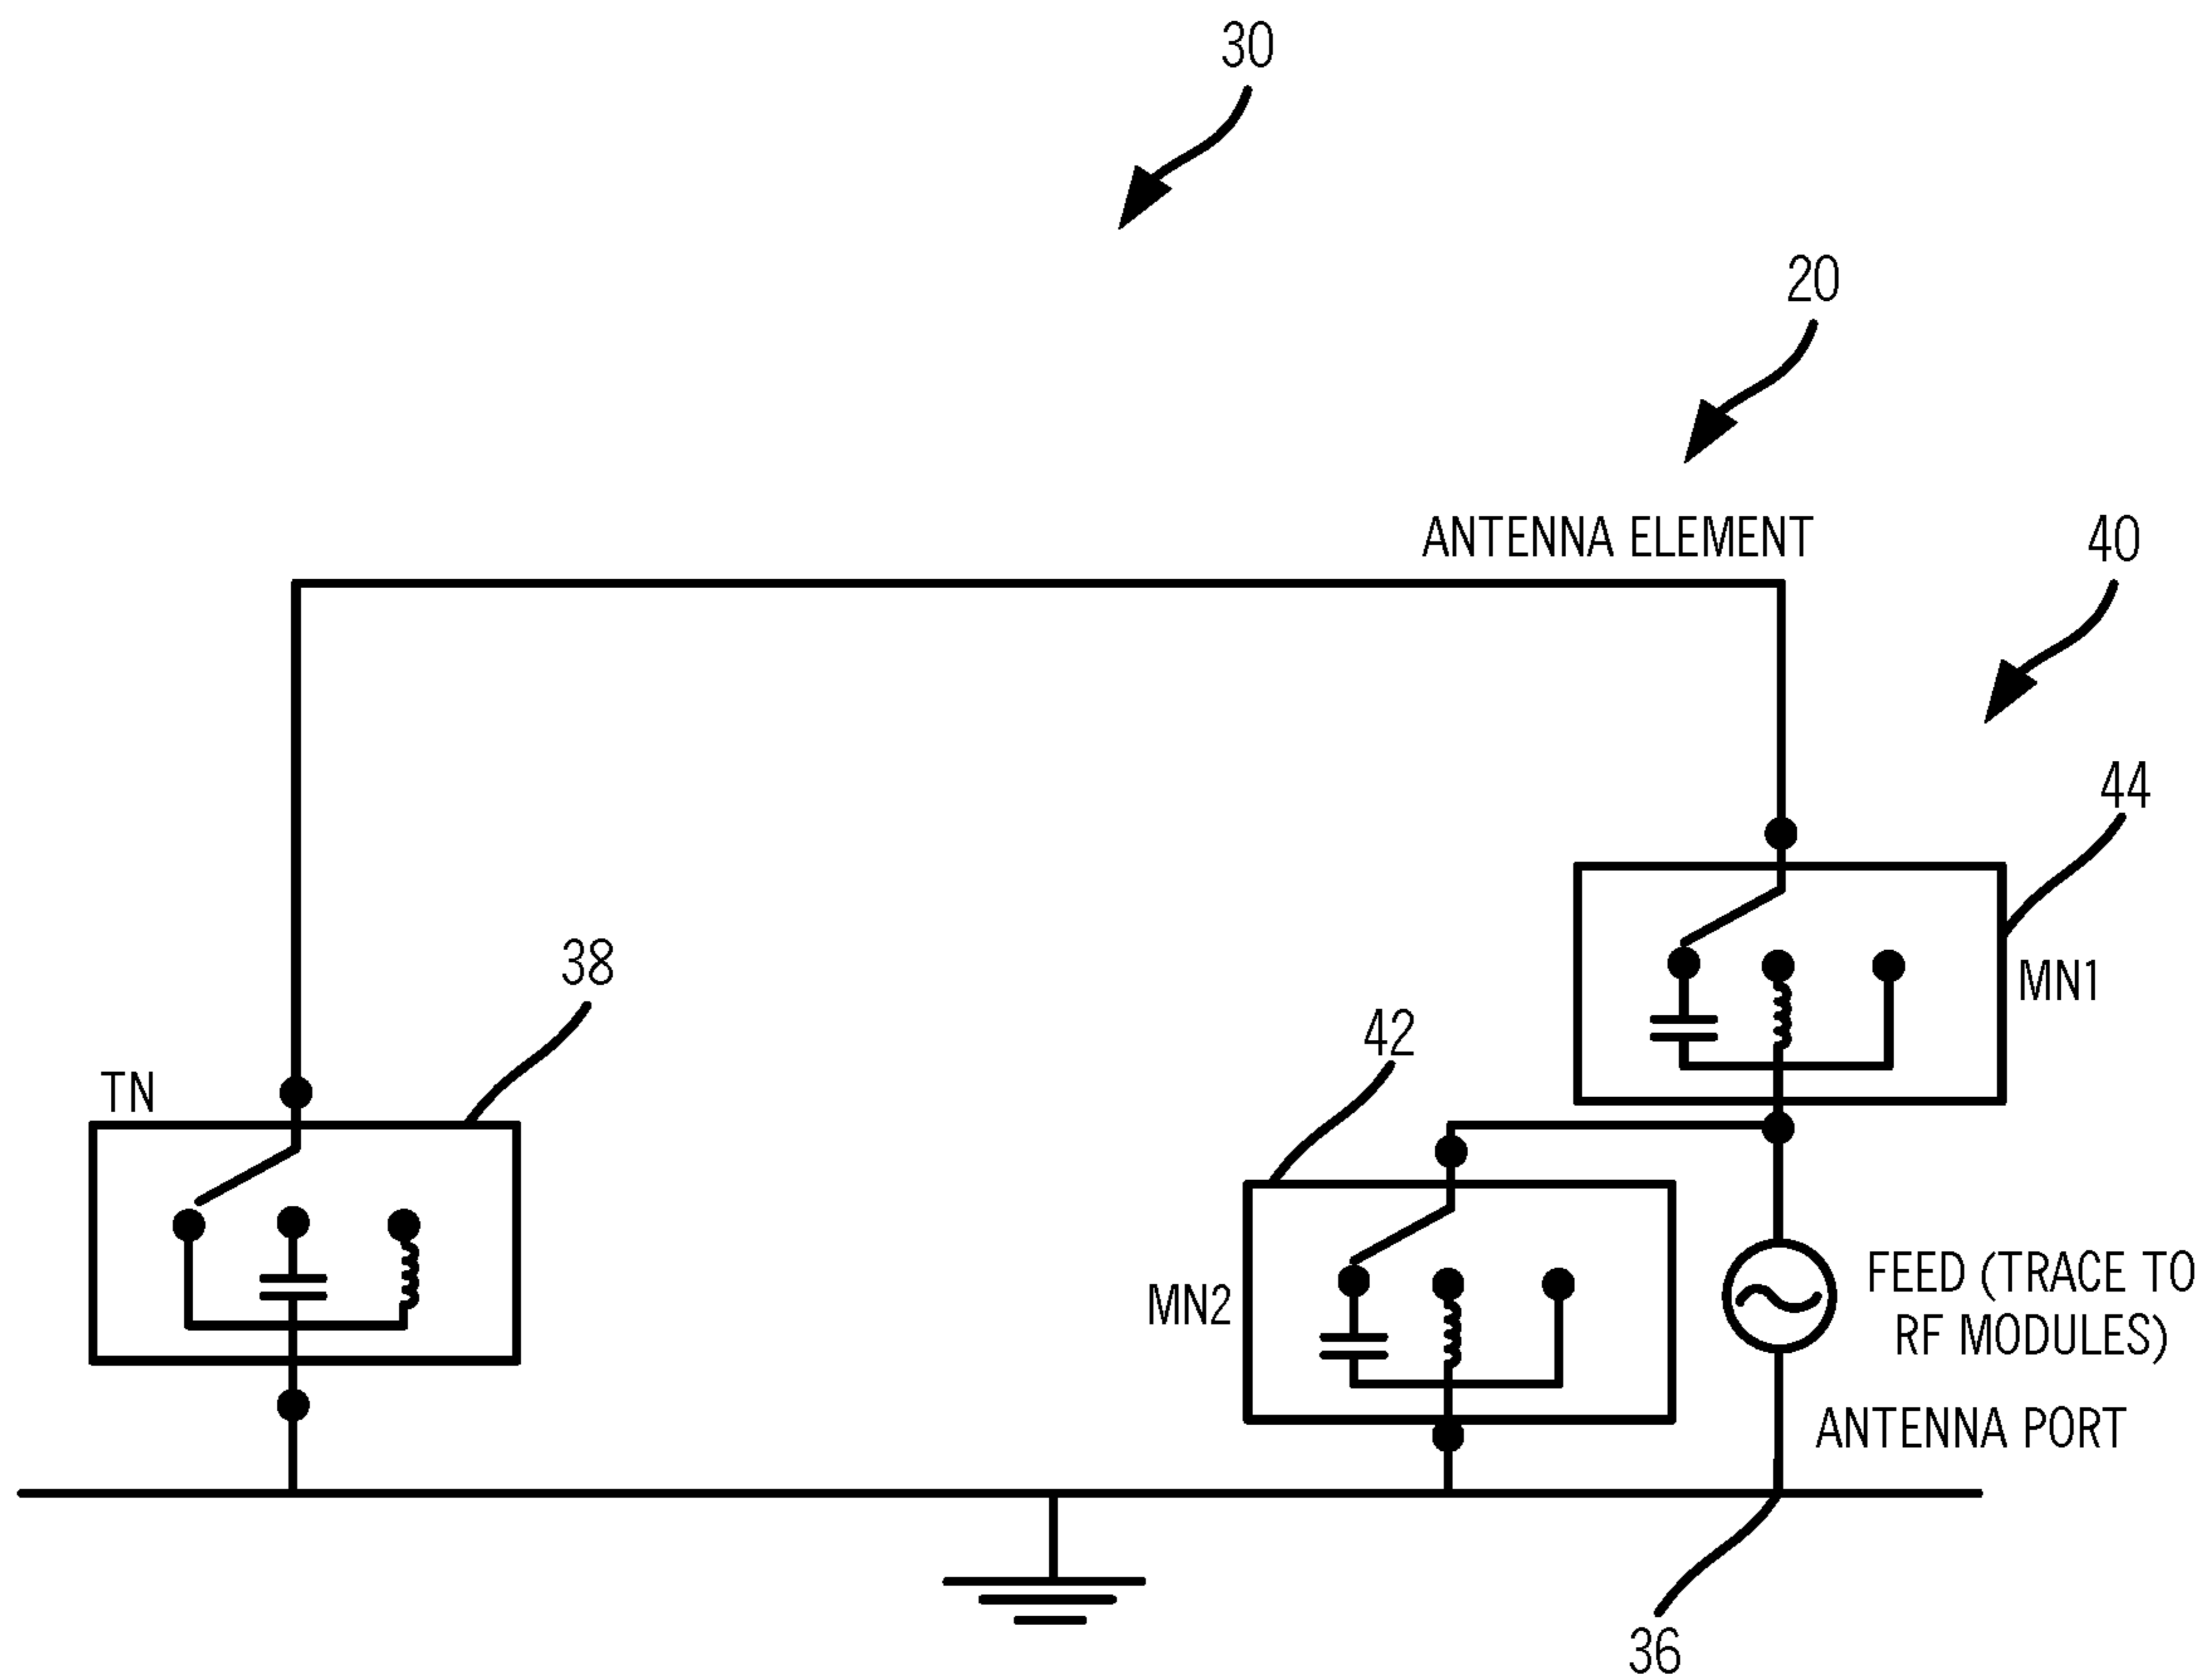 30
20
ANTENNA ELEMENT
40
44
38
MN1
42
TN
MN2
FEED (TRACE TO
RF MODULES)
ANTENNA PORT
36